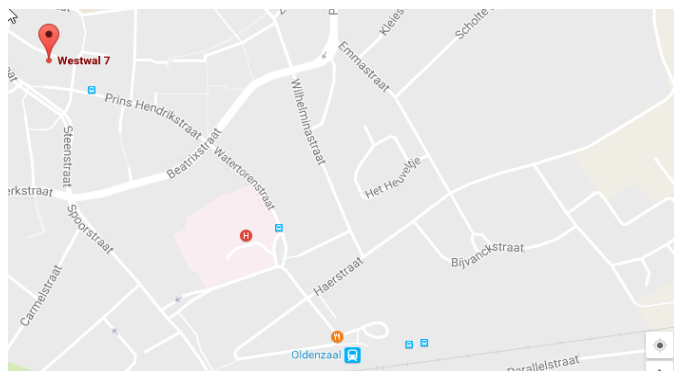 Kleies
Scholte
P
Emmastraat
Westwal 7
Prins Hendrikstraat
Wilhelminastraat
Steenstraat
Beatrixstraat
Watertorenstraat
Het Heuveltje
erkstraat
Spoorstraat
H
Bijvanckstraat
Haerstraat
Carmelstraat
Oldenzaal
Parallelstraat